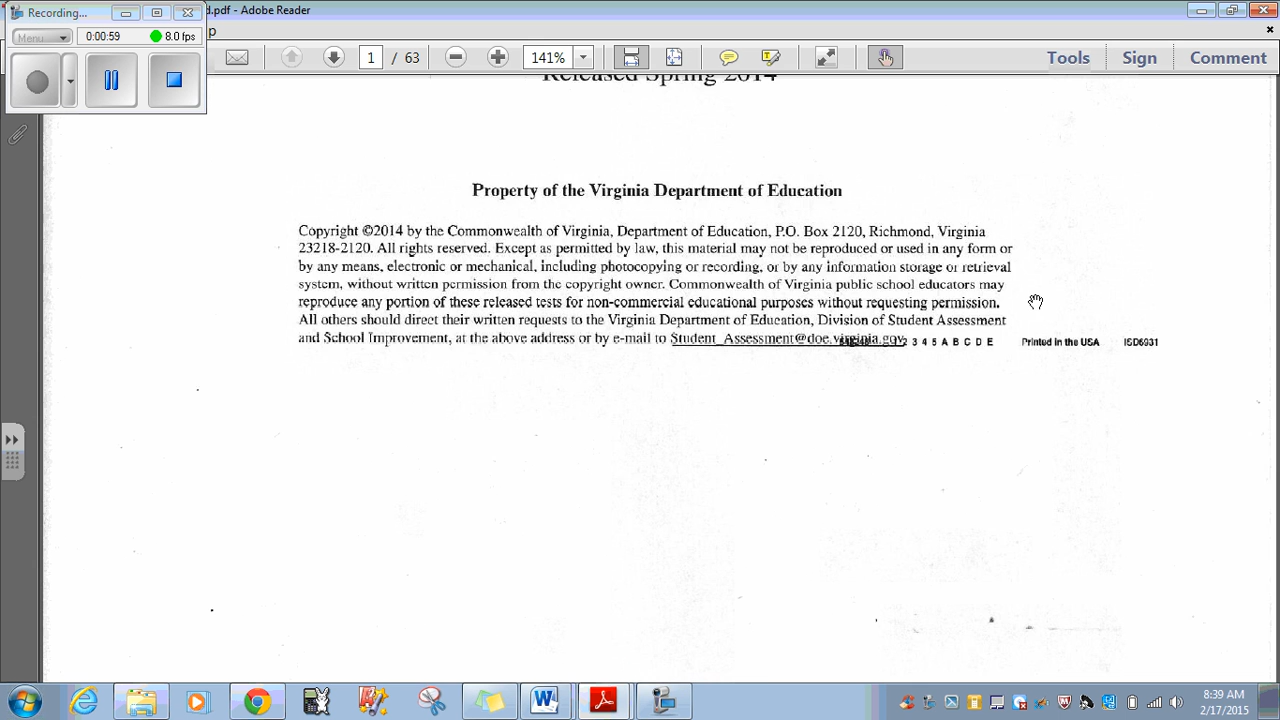 Recording...
d.pdf - Adobe Reader
Menu
0:00:59
8.0 fps
p
1 / 63
141%
Tools
Sign
Comment
Released Spring 2014
Property of the Virginia Department of Education
Copyright ©2014 by the Commonwealth of Virginia, Department of Education, P.O. Box 2120, Richmond, Virginia
23218-2120. All rights reserved. Except as permitted by law, this material may not be reproduced or used in any form or
by any means, electronic or mechanical, including photocopying or recording, or by any information storage or retrieval
system, without written permission from the copyright owner. Commonwealth of Virginia public school educators may
reproduce any portion of these released tests for non-commercial educational purposes without requesting permission.
All others should direct their written requests to the Virginia Department of Education, Division of Student Assessment
and School Improvement, at the above address or by e-mail to Student_Assessment@doe.virginia.gov.
1 2 3 4 5 A B C D E Printed in the USA ISD6931
8:39 AM
2/17/2015